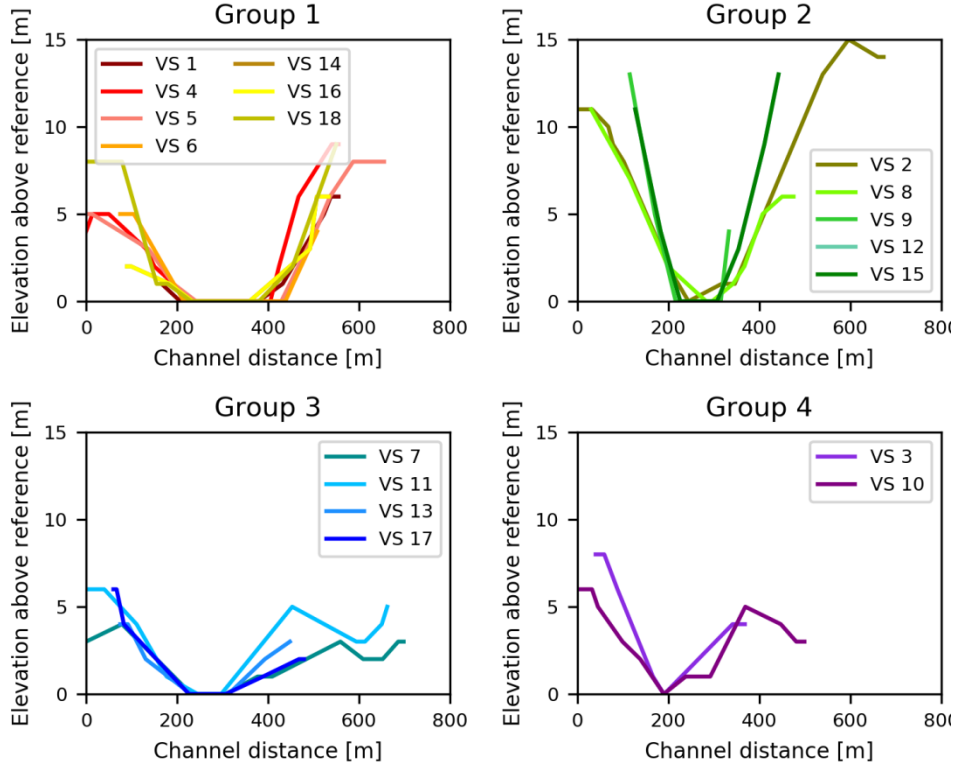 Group 1
Elevation above reference [m]
15
10
5
0
VS 1
VS 4
VS 5
VS 6
VS 14
VS 16
VS 18
0 200 400 600 800
Channel distance [m]
Group 2
Elevation above reference [m]
15
10
5
0
VS 2
VS 8
VS 9
VS 12
VS 15
0 200 400 600 80
Channel distance [m]
Group 3
Elevation above reference [m]
15
10
5
0
VS 7
VS 11
VS 13
VS 17
0 200 400 600 800
Channel distance [m]
Group 4
Elevation above reference [m]
15
10
5
0
VS 3
VS 10
0 200 400 600 80
Channel distance [m]